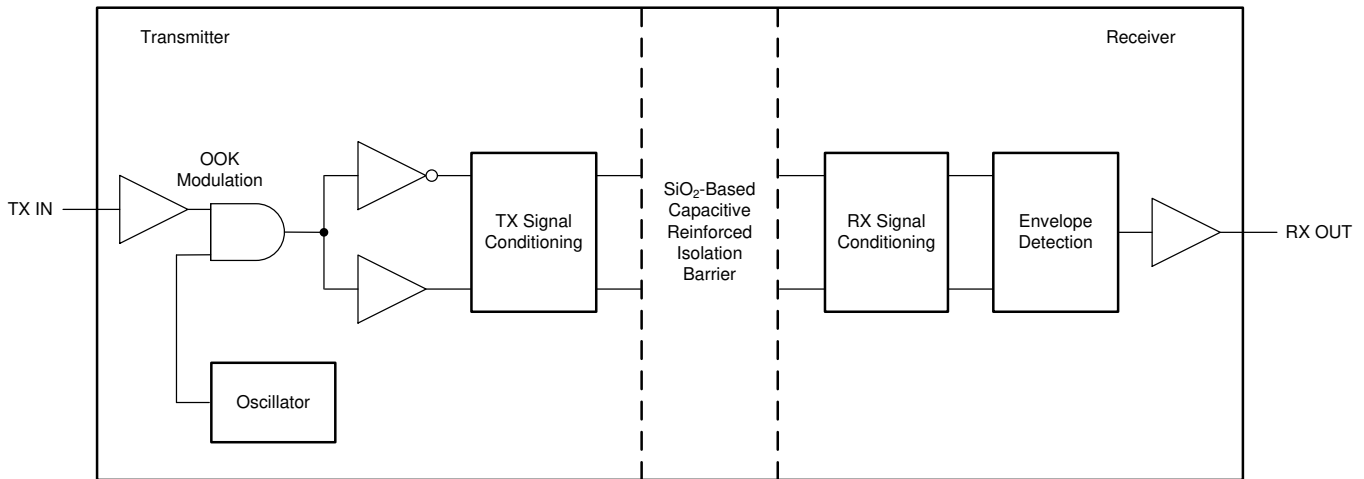 Transmitter
Receiver
OOK
Modulation
TX IN
TX Signal
Conditioning
Oscillator
SiO₂-Based
Capacitive
Reinforced
Isolation
Barrier
RX Signal
Conditioning
Envelope
Detection
RX OUT